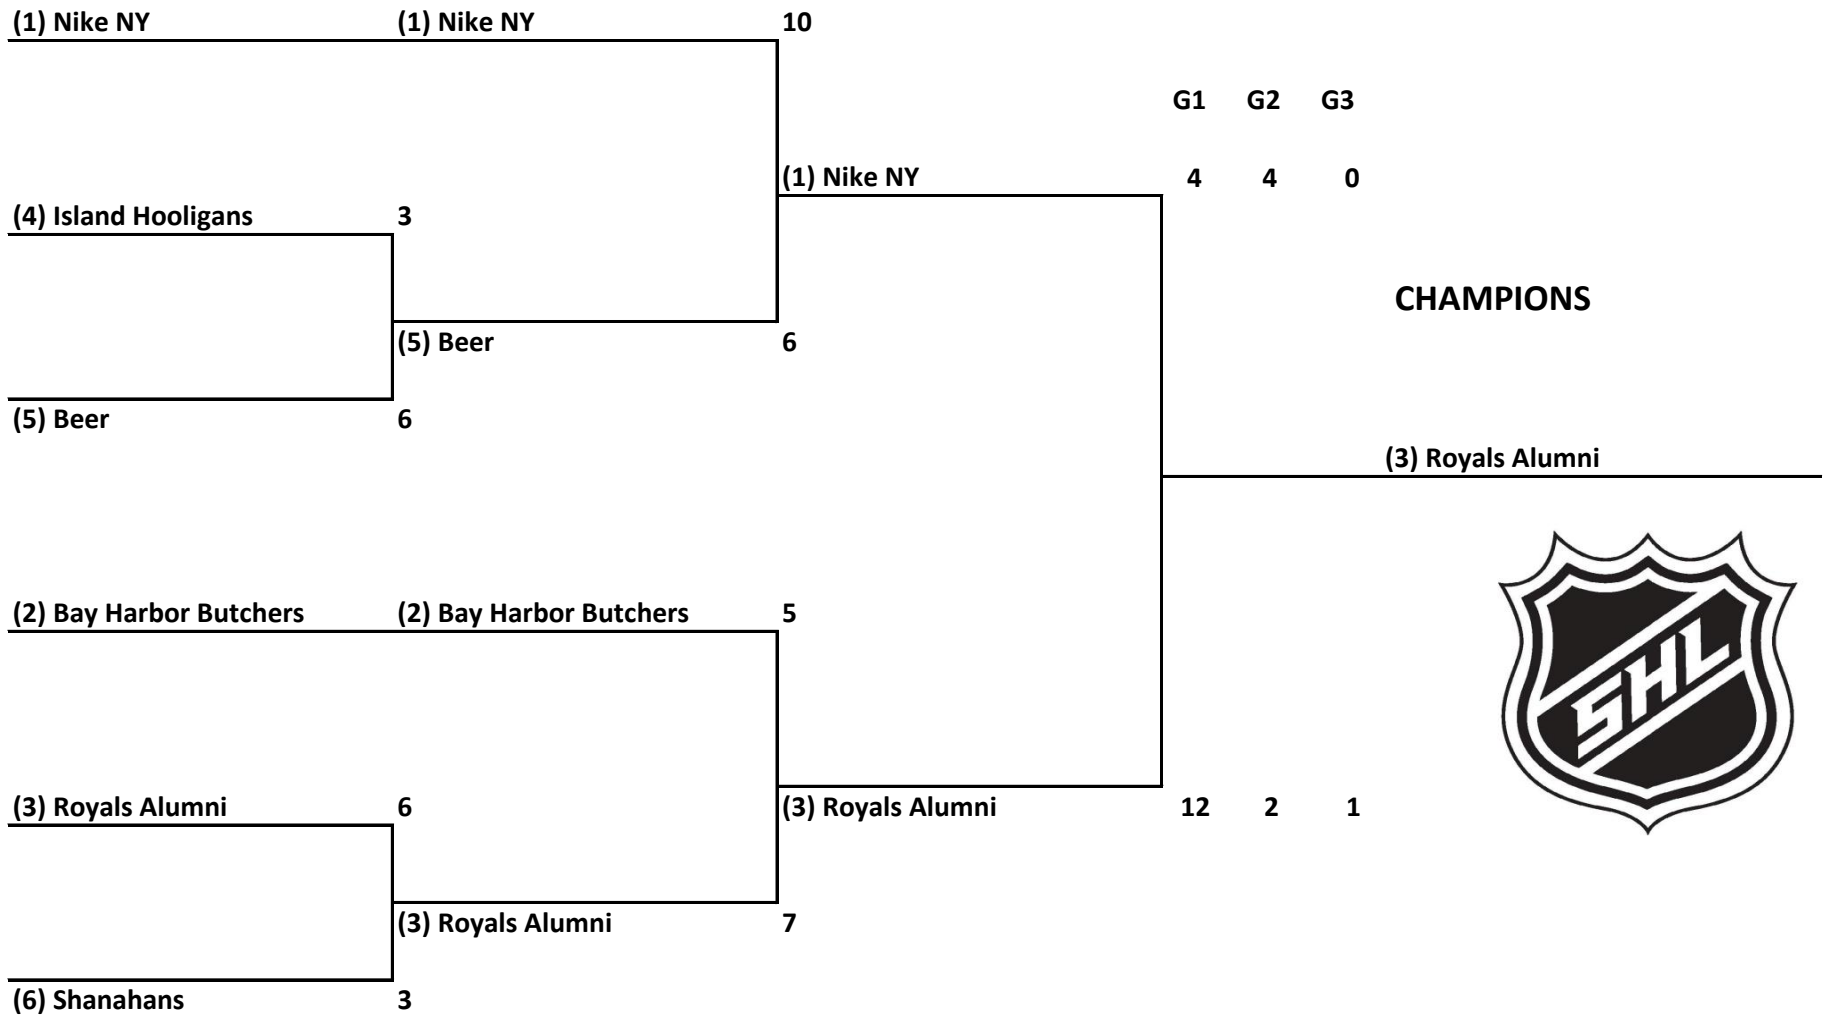 (1) Nike NY (1) Nike NY 10
G1 G2 G3
(1) Nike NY 4 4 0
(4) Island Hooligans 3
CHAMPIONS
(5) Beer 6
(5) Beer 6
(3) Royals Alumni
(2) Bay Harbor Butchers (2) Bay Harbor Butchers 5
SHL
(3) Royals Alumni 6 (3) Royals Alumni 12 2 1
(3) Royals Alumni 7
(6) Shanahans 3